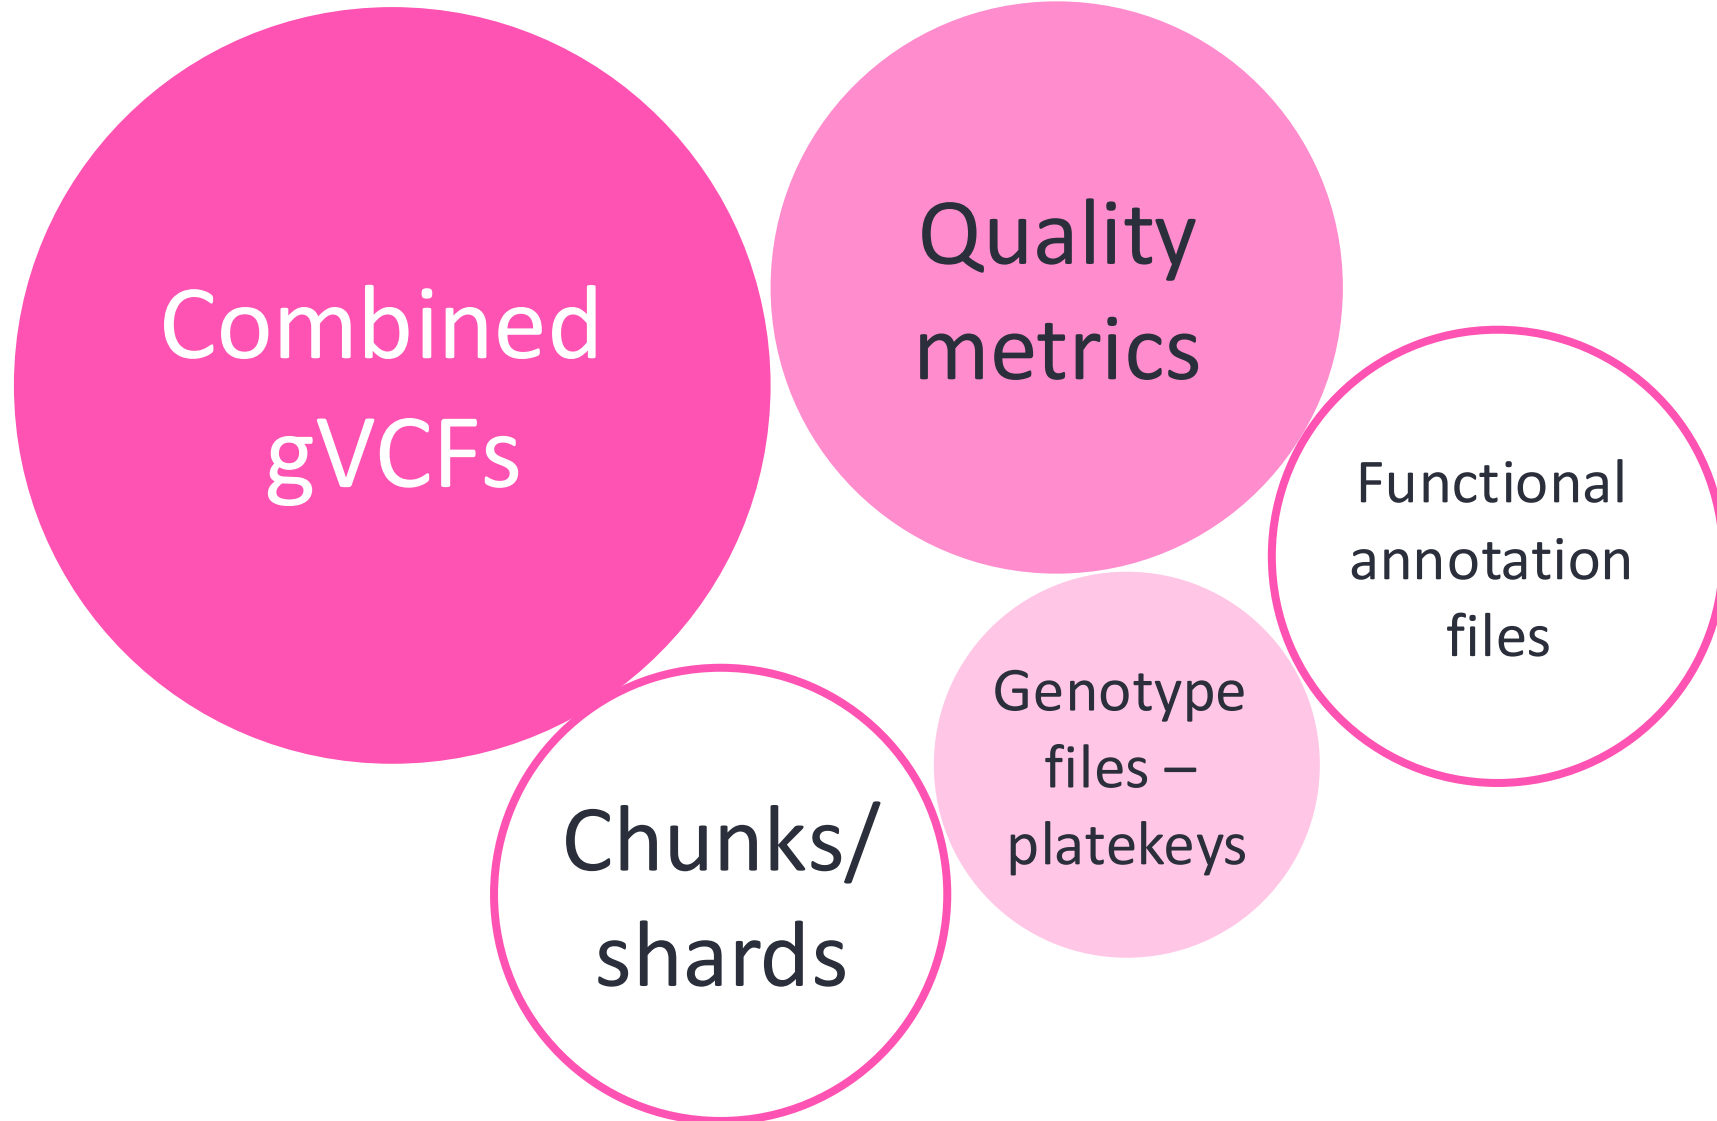 Combined
gVCFs
Quality
metrics
Functional
annotation
files
Genotype
files –
platekeys
Chunks/
shards